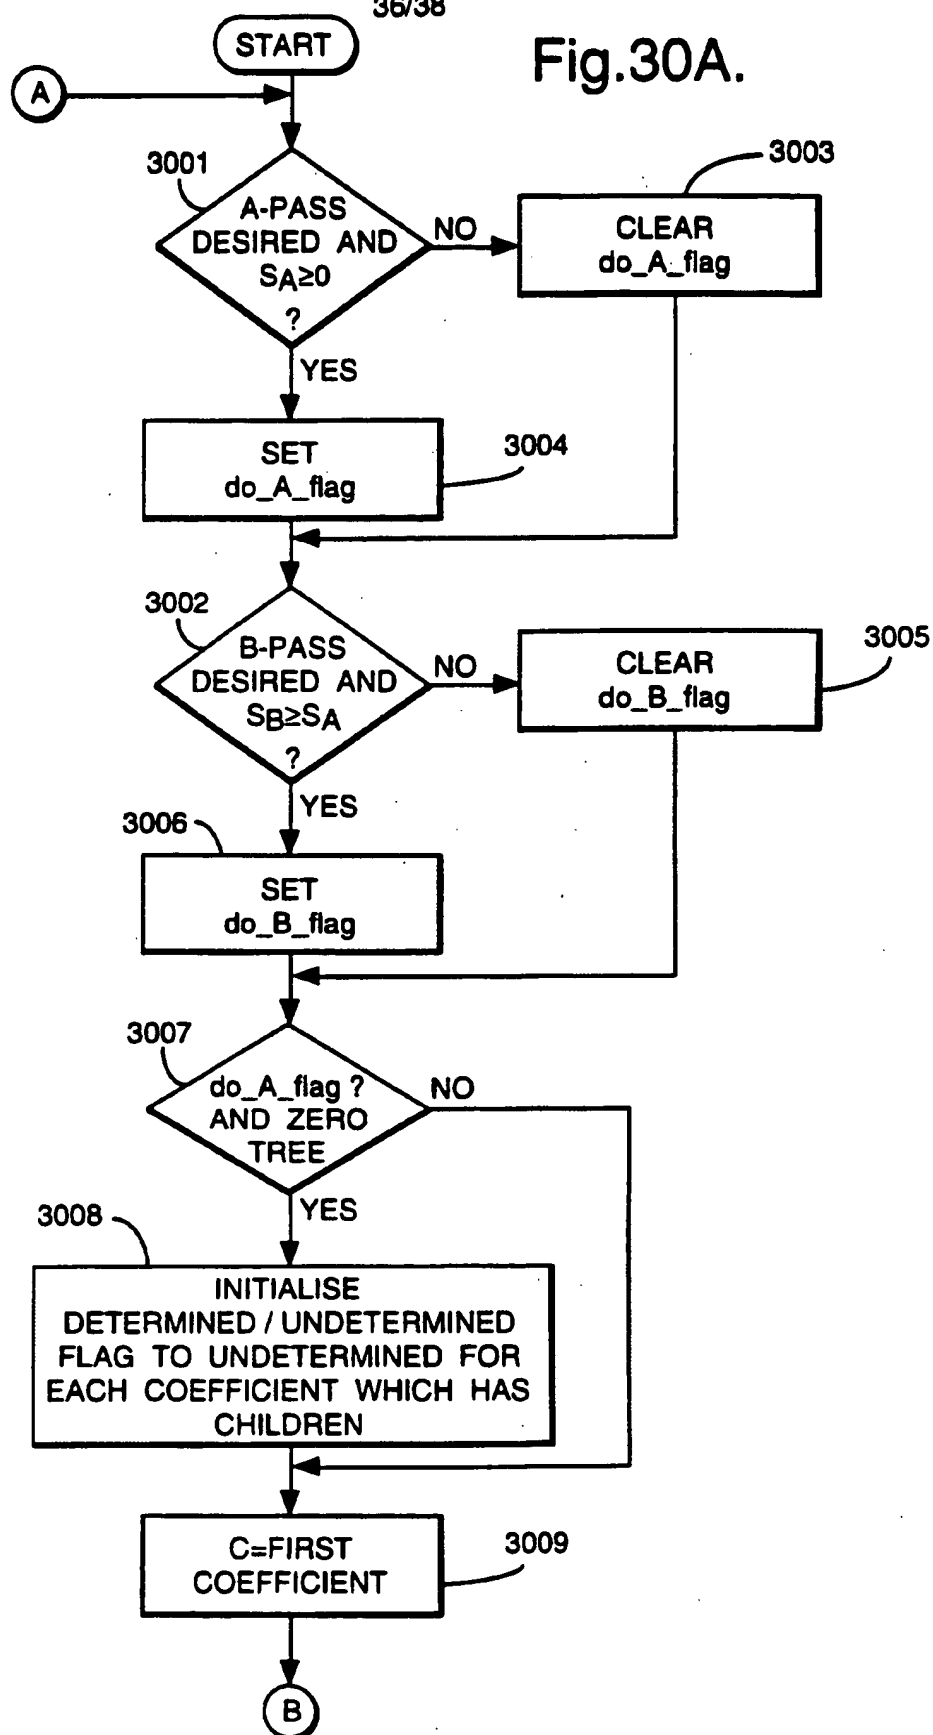 36/38
START
Fig.30A.
A
3001
3003
A-PASS
DESIRED AND
SA≥0
?
NO
CLEAR
do_A_flag
YES
SET
do_A_flag
3004
3002
B-PASS
DESIRED AND
SB≥SA
?
NO
CLEAR
do_B_flag
3005
YES
3006
SET
do_B_flag
3007
do_A_flag ?
AND ZERO
TREE
NO
YES
3008
INITIALISE
DETERMINED / UNDETERMINED
FLAG TO UNDETERMINED FOR
EACH COEFFICIENT WHICH HAS
CHILDREN
C=FIRST
COEFFICIENT
3009
B